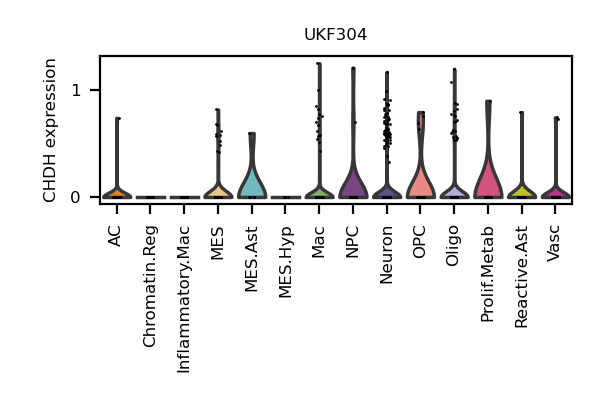 UKF304
CHDH expression
1
0
AC
Chromatin.Reg
Inflammatory.Mac
MES
MES.Ast
MES.Hyp
Mac
NPC
Neuron
OPC
Oligo
Prolif.Metab
Reactive.Ast
Vasc